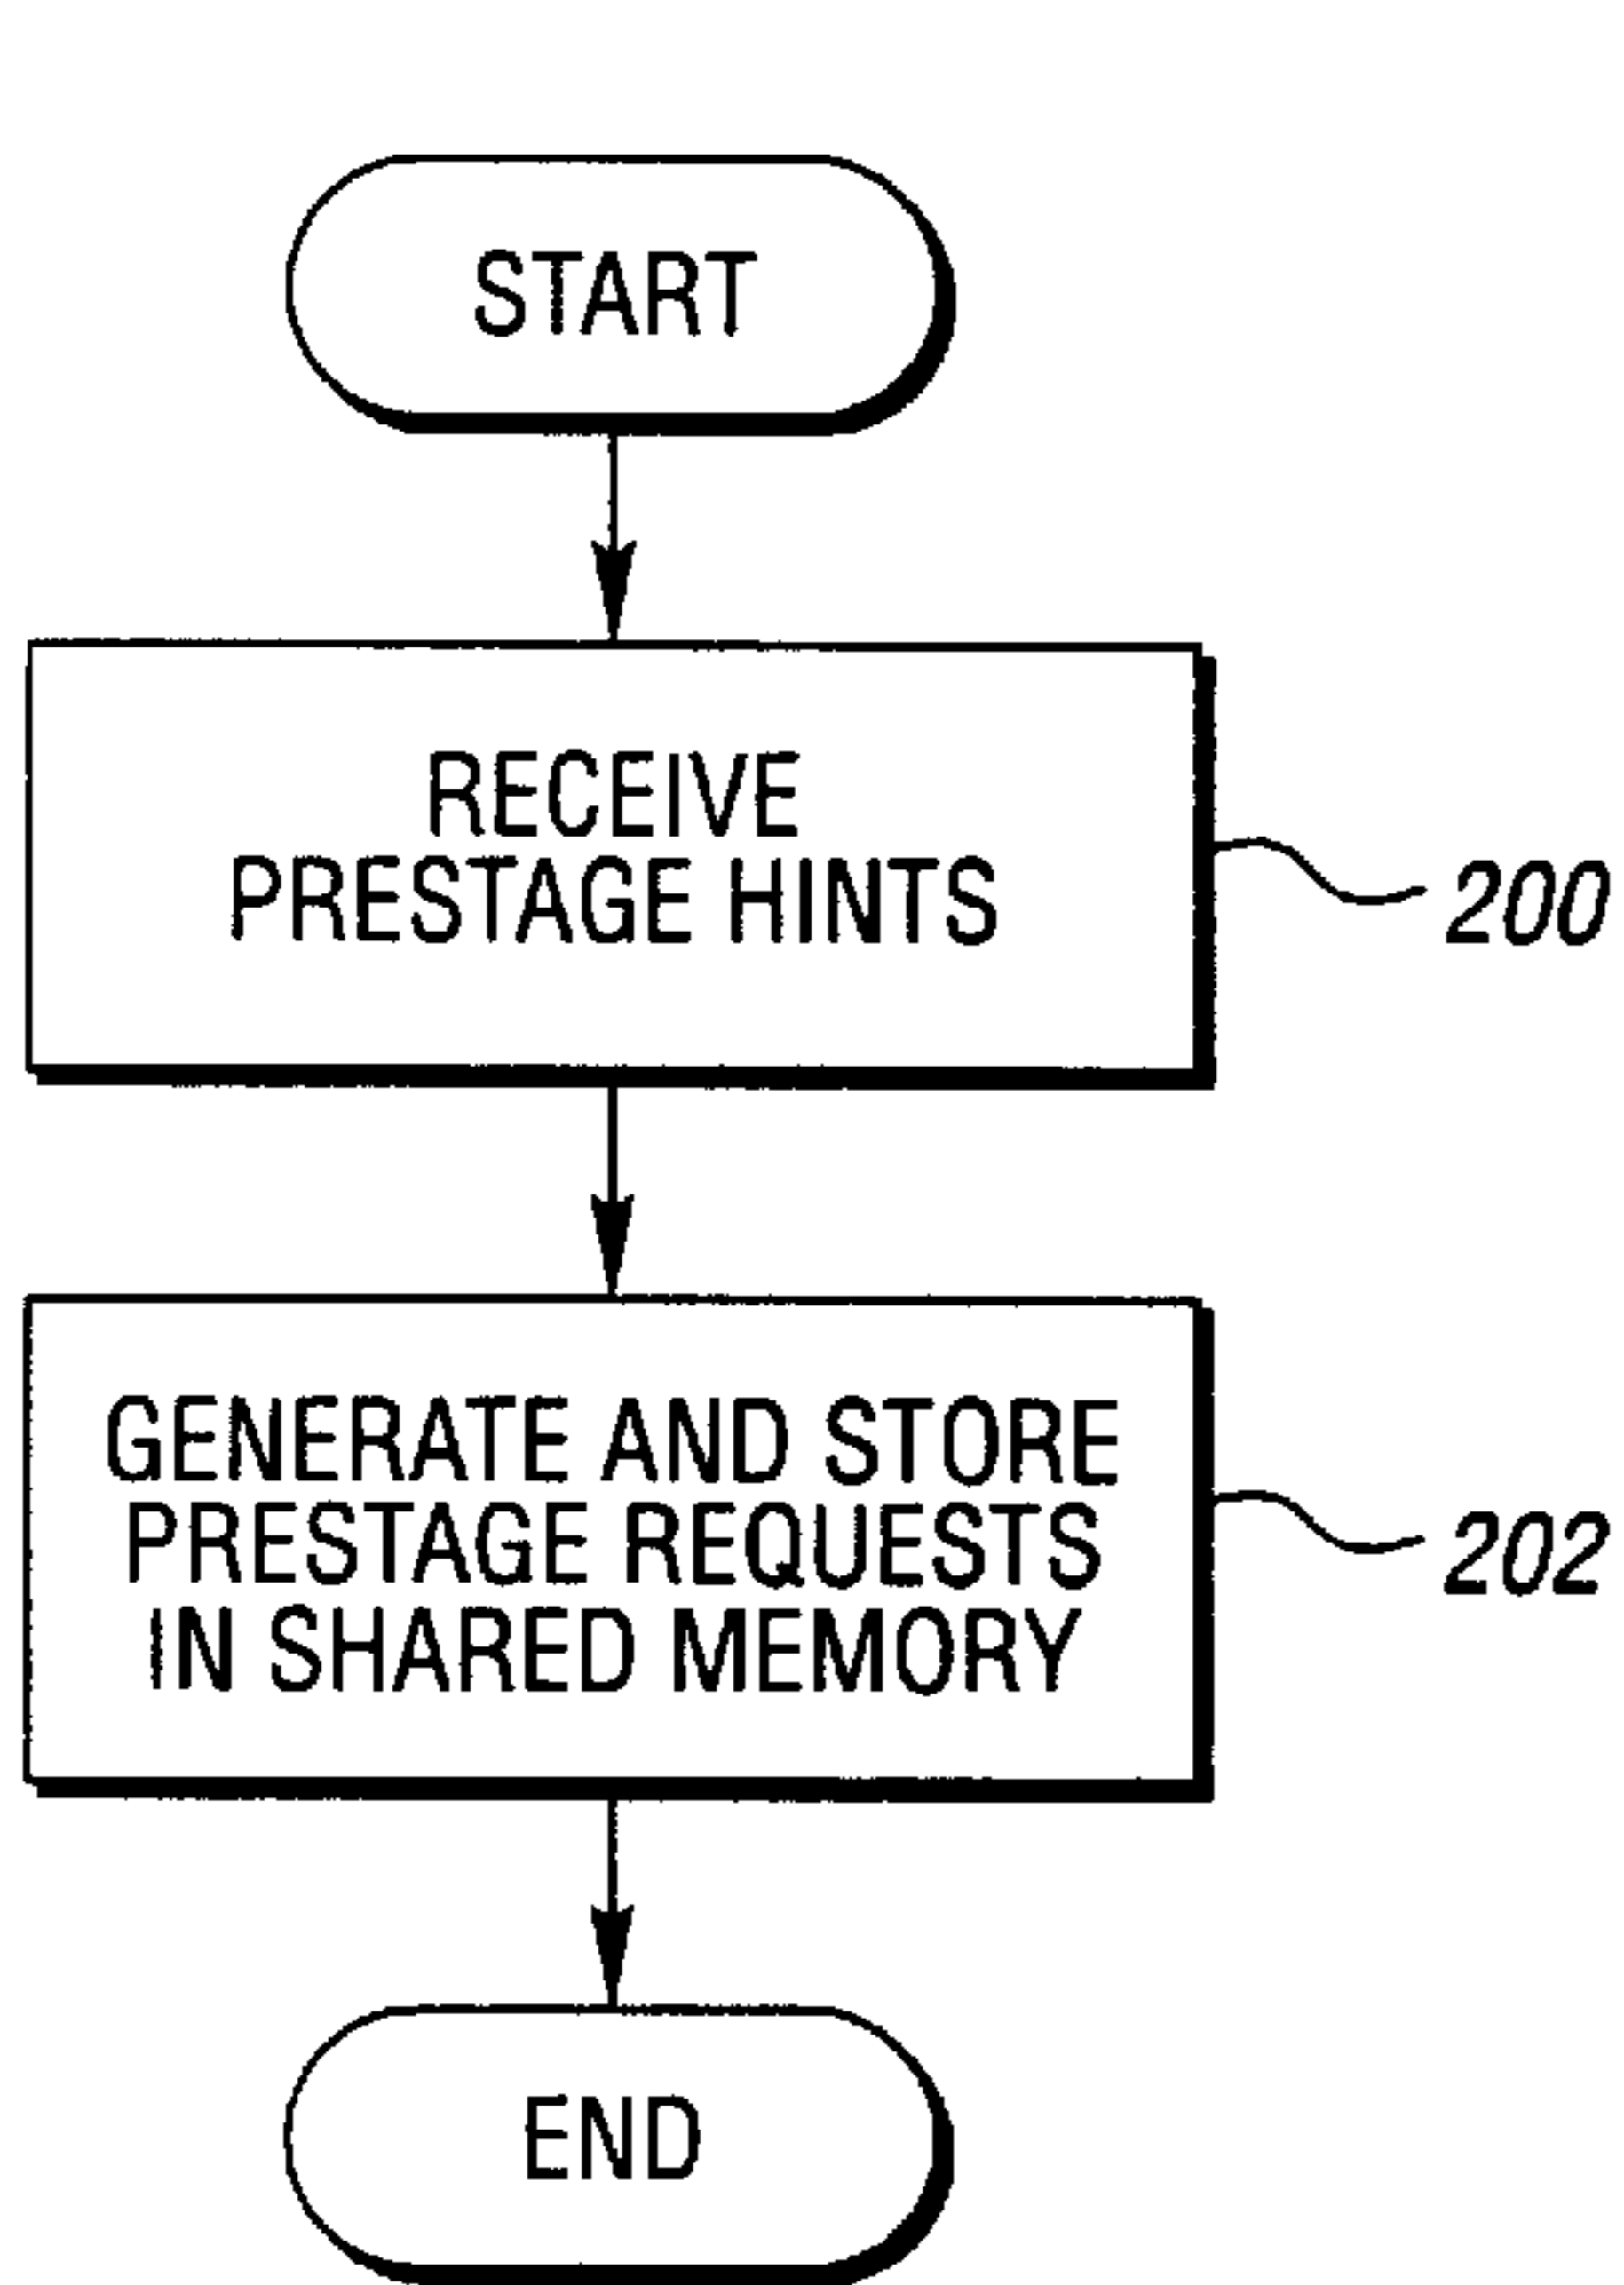 START
RECEIVE
PRESTAGE HINTS
200
GENERATE AND STORE
PRESTAGE REQUESTS
IN SHARED MEMORY
202
END